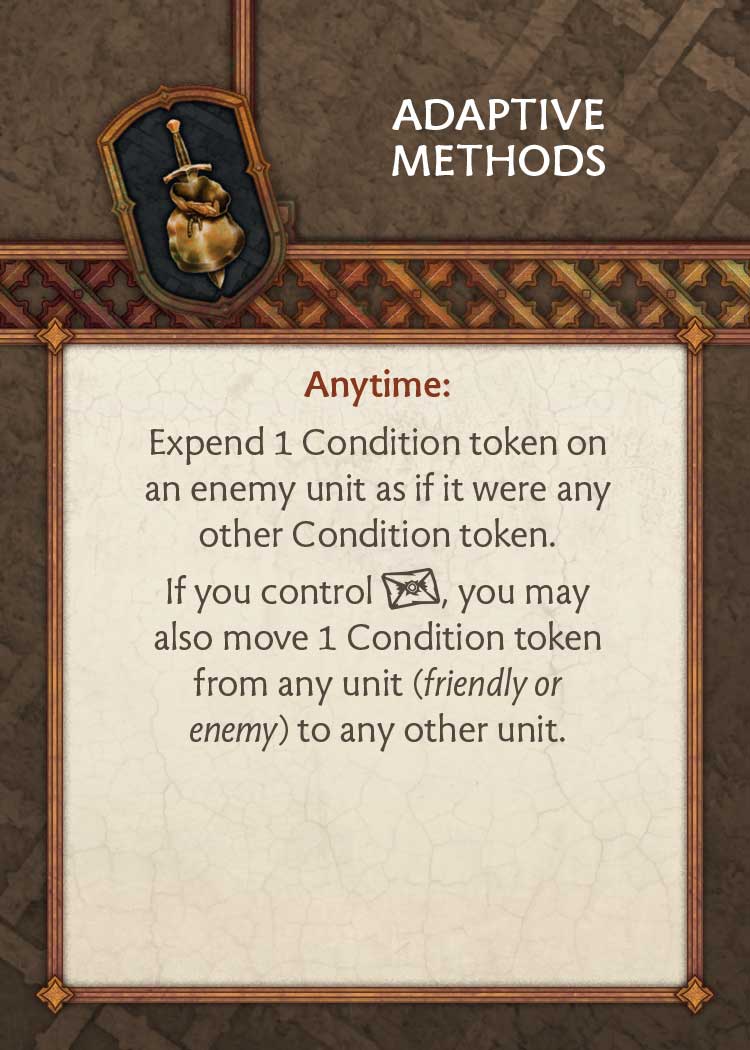 ADAPTIVE
METHODS
Anytime:
Expend 1 Condition token on
an enemy unit as if it were any
other Condition token.
If you control , you may
also move 1 Condition token
from any unit (friendly or
enemy) to any other unit.